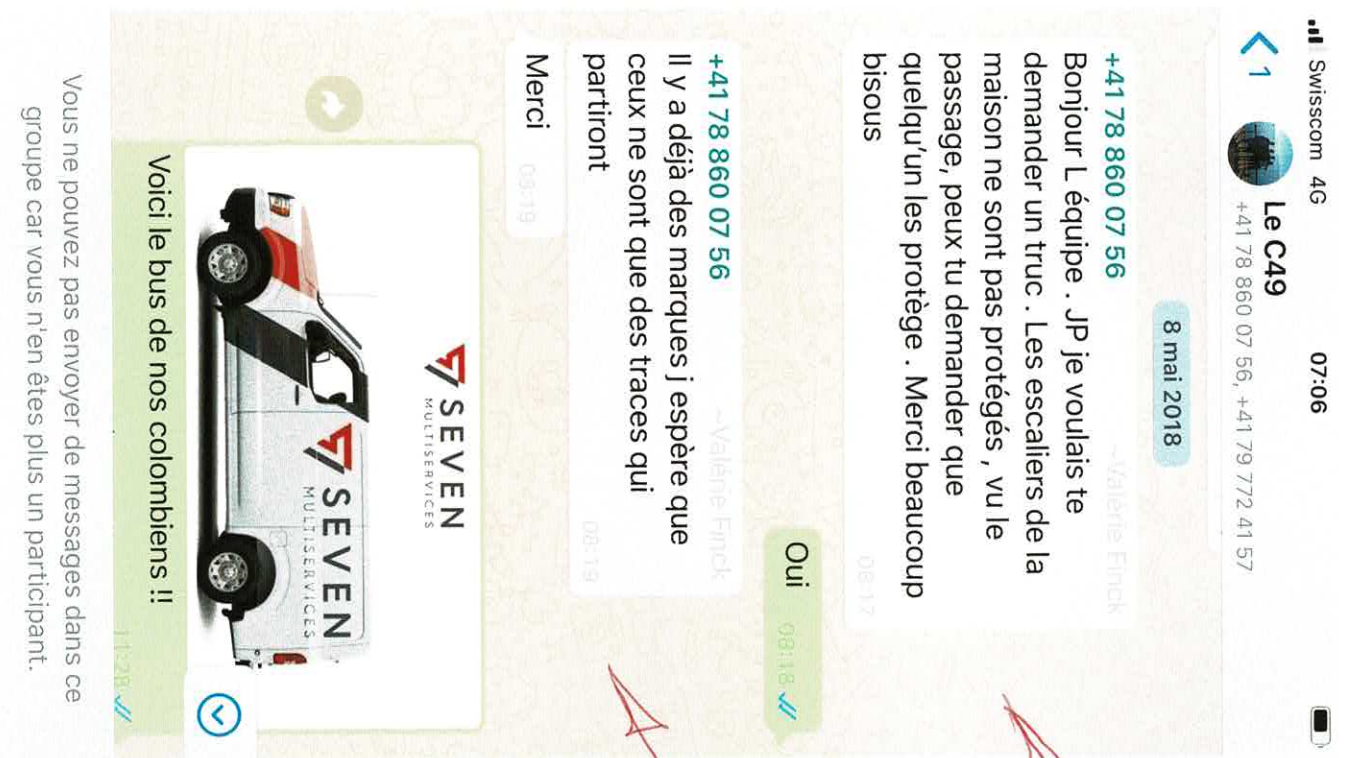 Swisscom 4G 07:06
1 Le C49
+41 78 860 07 56, +41 79 772 41 57
8 mai 2018
+41 78 860 07 56 ~Valérie Finck
Bonjour L équipe . JP je voulais te
demander un truc . Les escaliers de la
maison ne sont pas protégés , vu le
passage, peux tu demander que
quelqu'un les protège . Merci beaucoup
bisous
08:17
Oui 08:18
+41 78 860 07 56 ~Valérie Finck
Il y a déjà des marques j espère que
ceux ne sont que des traces qui
partiront
08:19
Merci 08:19
SEVEN
MULTISERVICES
SEVEN
MULTISERVICES
Voici le bus de nos colombiens !!
11:28
Vous ne pouvez pas envoyer de messages dans ce
groupe car vous n'en êtes plus un participant.